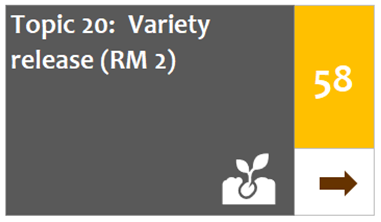 Topic 20:  Variety
release (RM 2)
58